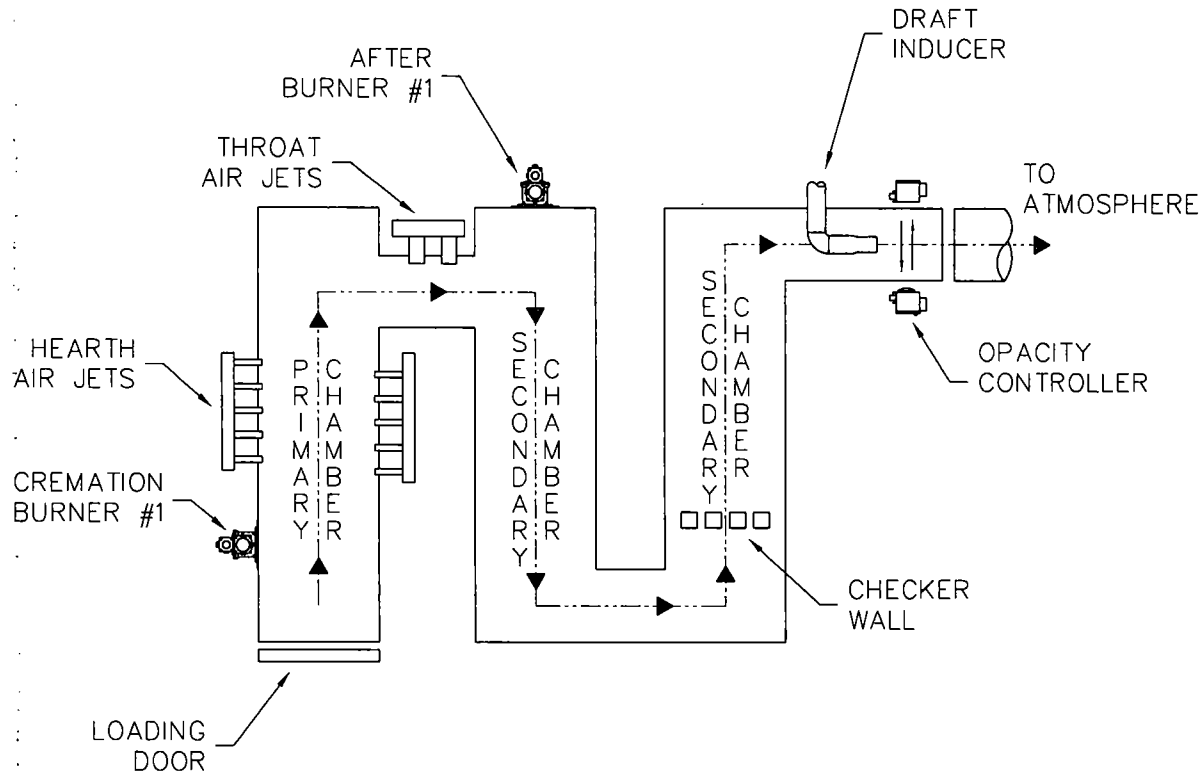 DRAFT
INDUCER
AFTER
BURNER #1
THROAT
AIR JETS
TO
ATMOSPHERE
HEARTH
AIR JETS
PRIMARY
CHAMBER
SECONDARY
CHAMBER
SECONDARY
CHAMBER
OPACITY
CONTROLLER
CREMATION
BURNER #1
CHECKER
WALL
LOADING
DOOR